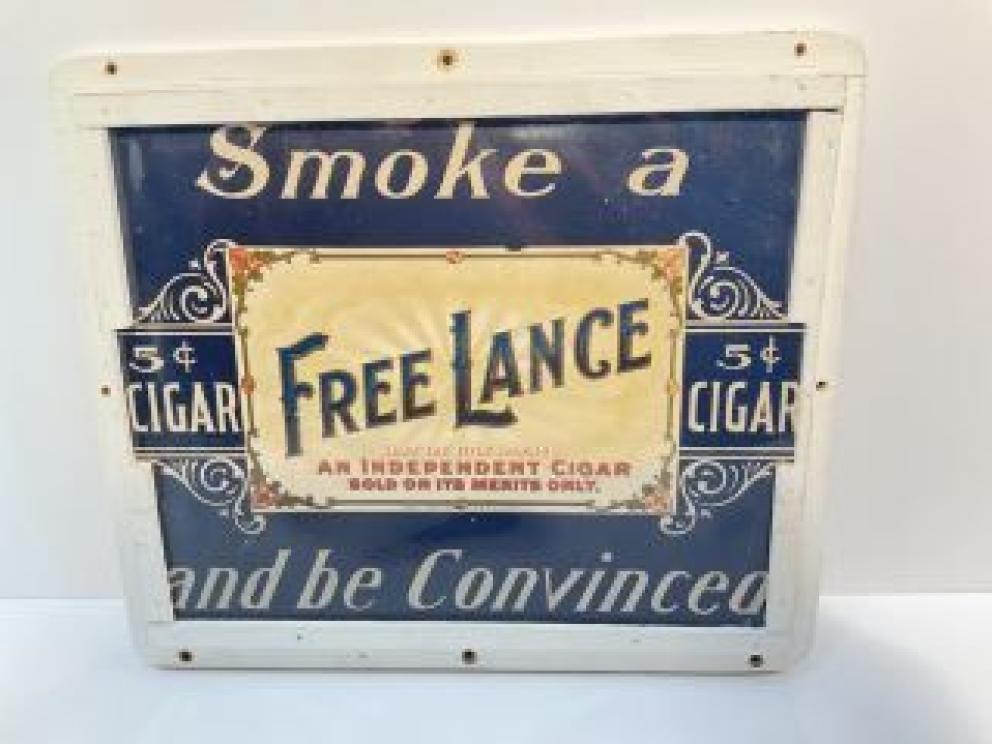 Smoke a
5¢
CIGAR
FREE LANCE
AN INDEPENDENT CIGAR
SOLD ON ITS MERITS ONLY.
5¢
CIGAR
and be Convinced